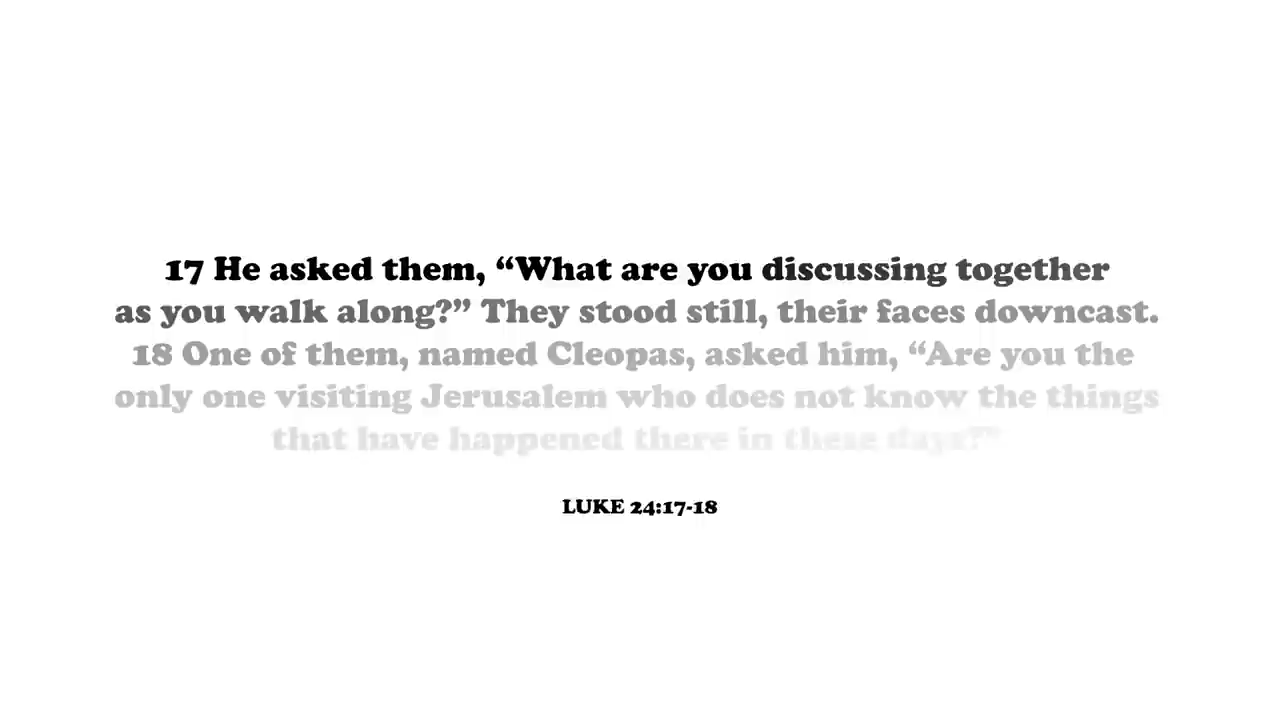 17 He asked them, “What are you discussing together
as you walk along?” They stood still, their faces downcast.
18 One of them, named Cleopas, asked him, “Are you the
only one visiting Jerusalem who does not know the things
that have happened there in these days?”
LUKE 24:17-18